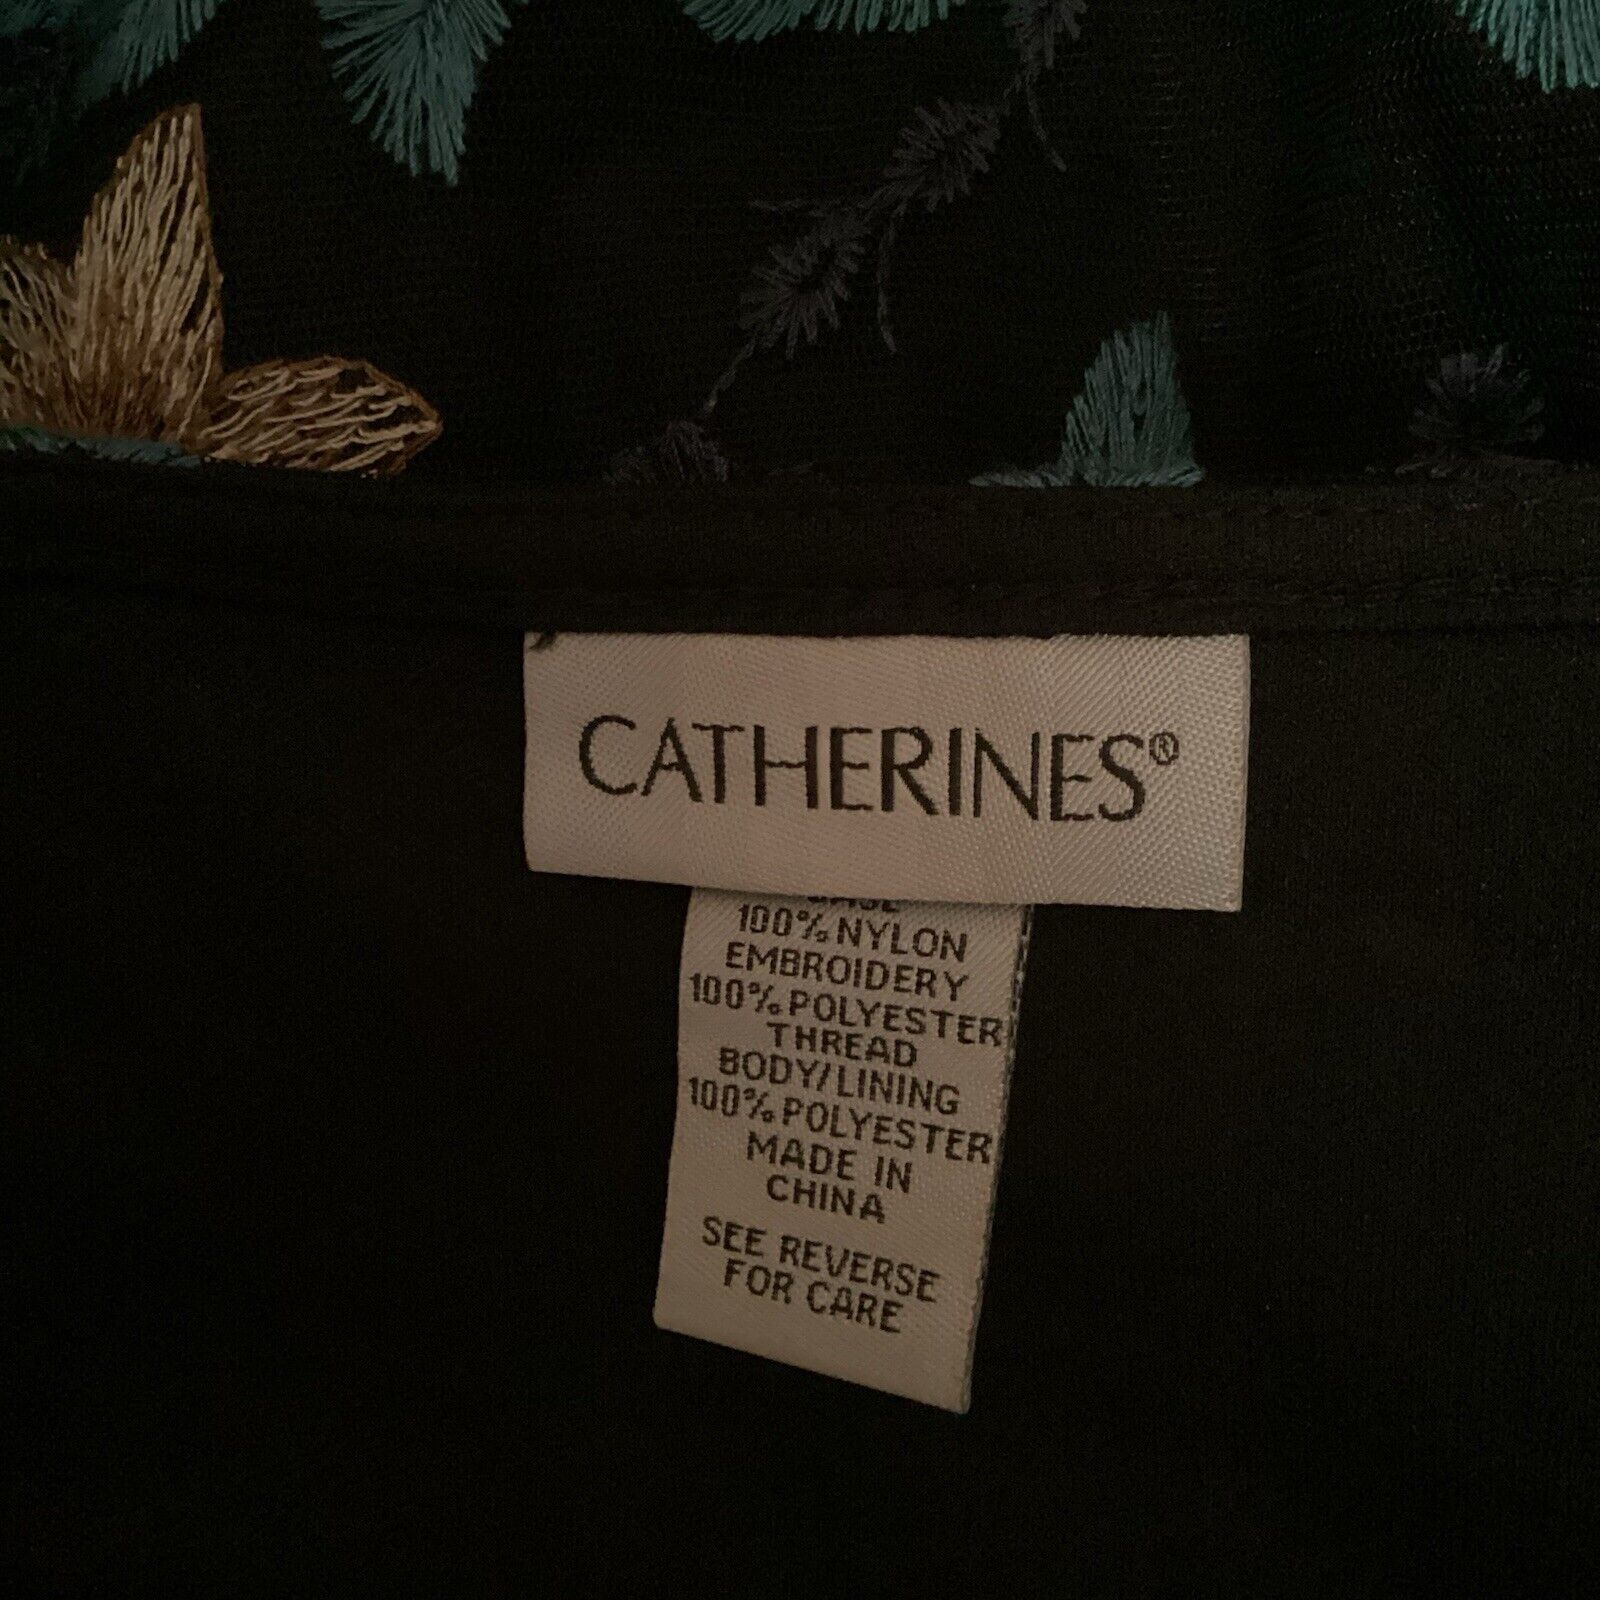 CATHERINES®
100% NYLON
EMBROIDERY
100% POLYESTER
THREAD
BODY/LINING
100% POLYESTER
MADE IN
CHINA
SEE REVERSE
FOR CARE